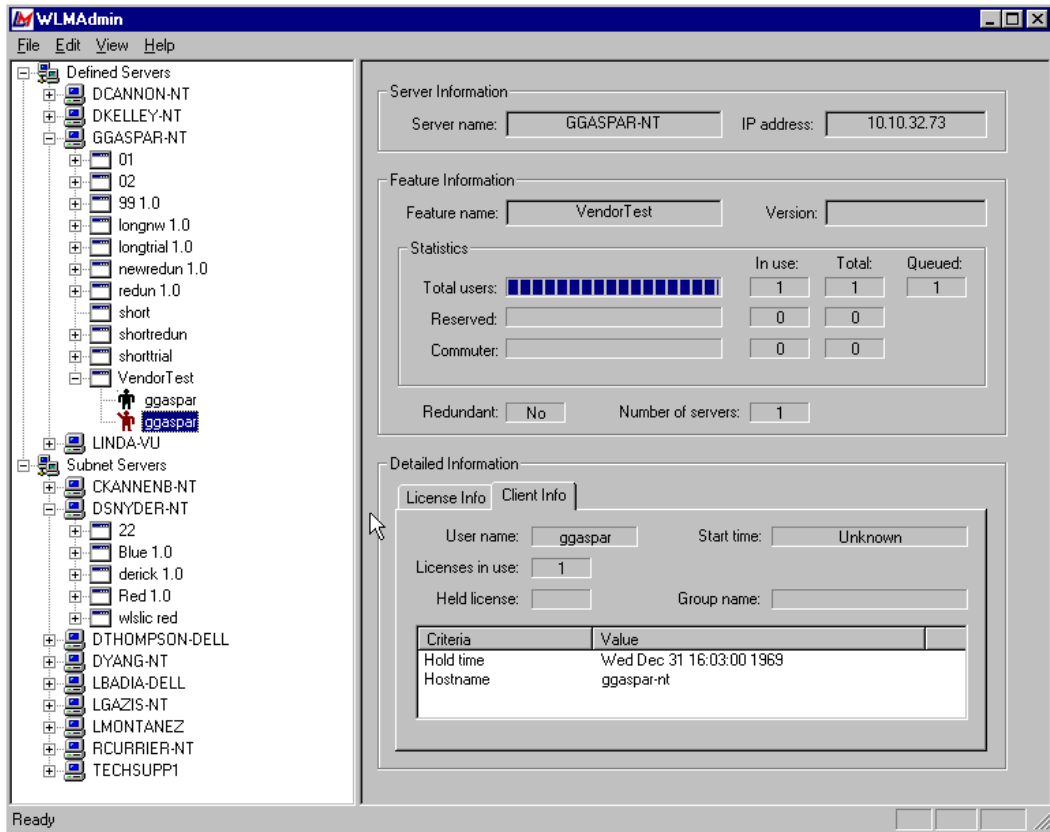 WLMAdmin
File Edit View Help
Defined Servers
DCANNON-NT
DKELLEY-NT
GGASPAR-NT
01
02
99 1.0
longnw 1.0
longtrial 1.0
newredun 1.0
redun 1.0
short
shortredun
shorttrial
VendorTest
ggaspar
ggaspar
LINDA-VU
Subnet Servers
CKANNENB-NT
DSNYDER-NT
22
Blue 1.0
derick 1.0
Red 1.0
wlslic red
DTHOMPSON-DELL
DYANG-NT
LBADIA-DELL
LGAZIS-NT
LMONTANEZ
RCURRIER-NT
TECHSUPP1
Server Information
Server name: GGASPAR-NT IP address: 10.10.32.73
Feature Information
Feature name: VendorTest Version:
Statistics
In use: Total: Queued:
Total users: 1 1 1
Reserved: 0 0
Commuter: 0 0
Redundant: No Number of servers: 1
Detailed Information
License Info Client Info
User name: ggaspar Start time: Unknown
Licenses in use: 1
Held license: Group name:
Criteria Value
Hold time Wed Dec 31 16:03:00 1969
Hostname ggaspar-nt
Ready